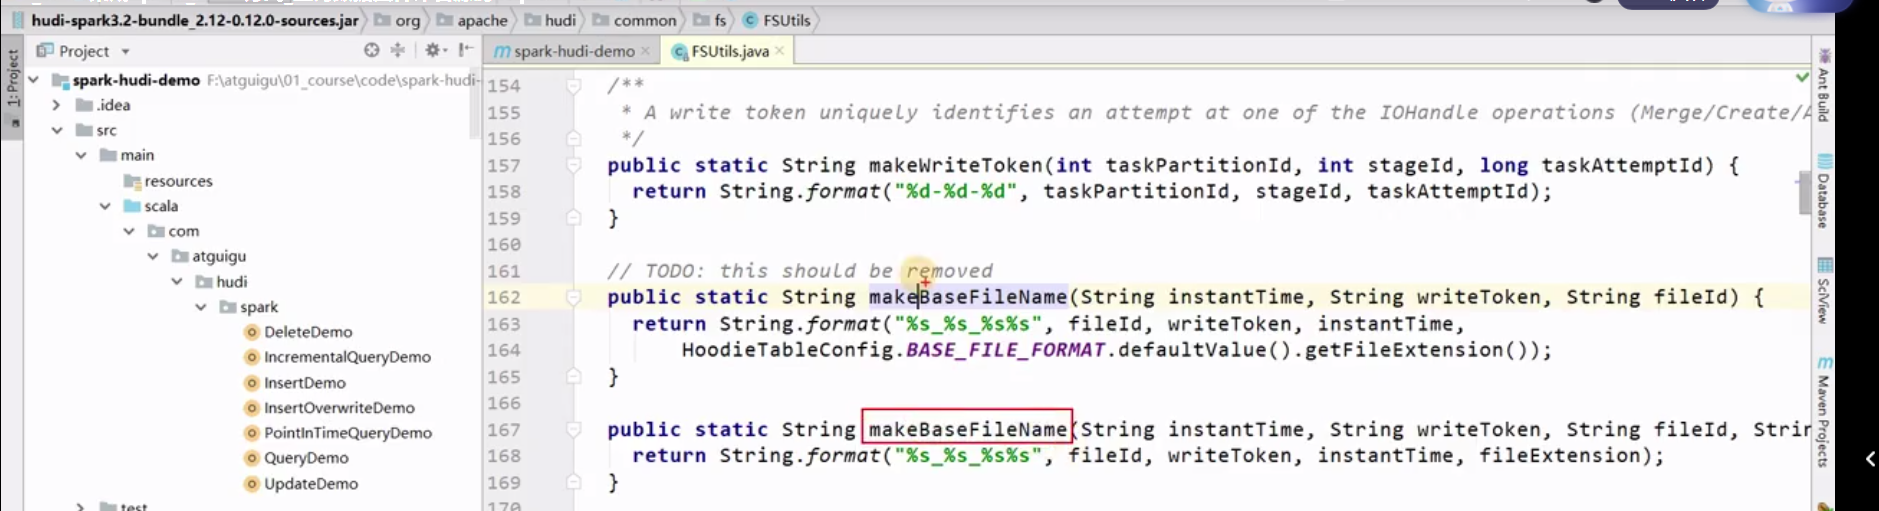 hudi-spark3.2-bundle_2.12-0.12.0-sources.jar org apache hudi common fs FSUtils
1: Project
Project
spark-hudi-demo F:\atguigu\01_course\code\spark-hudi-
.idea
src
main
resources
scala
com
atguigu
hudi
spark
DeleteDemo
IncrementalQueryDemo
InsertDemo
InsertOverwriteDemo
PointInTimeQueryDemo
QueryDemo
UpdateDemo
test
spark-hudi-demo FSUtils.java
154 /**
155 * A write token uniquely identifies an attempt at one of the IOHandle operations (Merge/Create/A
156 */
157 public static String makeWriteToken(int taskPartitionId, int stageId, long taskAttemptId) {
158 return String.format("%d-%d-%d", taskPartitionId, stageId, taskAttemptId);
159 }
160
161 // TODO: this should be removed
162 public static String makeBaseFileName(String instantTime, String writeToken, String fileId) {
163 return String.format("%s_%s_%s%s", fileId, writeToken, instantTime,
164 HoodieTableConfig.BASE_FILE_FORMAT.defaultValue().getFileExtension());
165 }
166
167 public static String makeBaseFileName(String instantTime, String writeToken, String fileId, Strin
168 return String.format("%s_%s_%s%s", fileId, writeToken, instantTime, fileExtension);
169 }
170
Ant Build
Database
SciView
Maven Projects